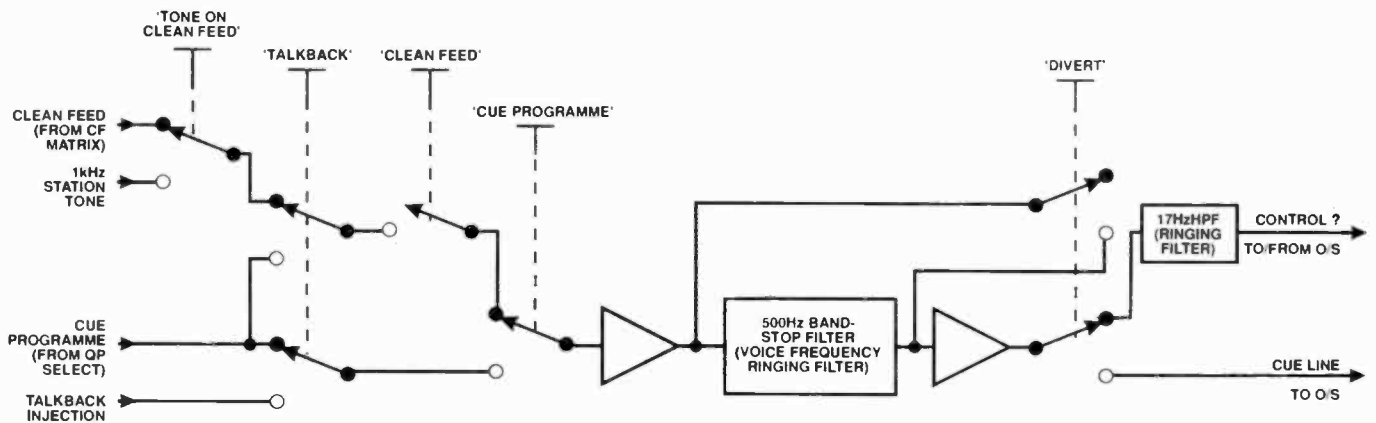 'TONE ON
CLEAN FEED'
'TALKBACK'
'CLEAN FEED'
'CUE PROGRAMME'
'DIVERT'
CLEAN FEED
(FROM CF
MATRIX)
1kHz
STATION
TONE
CUE
PROGRAMME
(FROM QP
SELECT)
TALKBACK
INJECTION
500Hz BAND-
STOP FILTER
(VOICE FREQUENCY
RINGING FILTER)
17HzHPF
(RINGING
FILTER)
CONTROL ?
TO/FROM O/S
CUE LINE
TO O/S